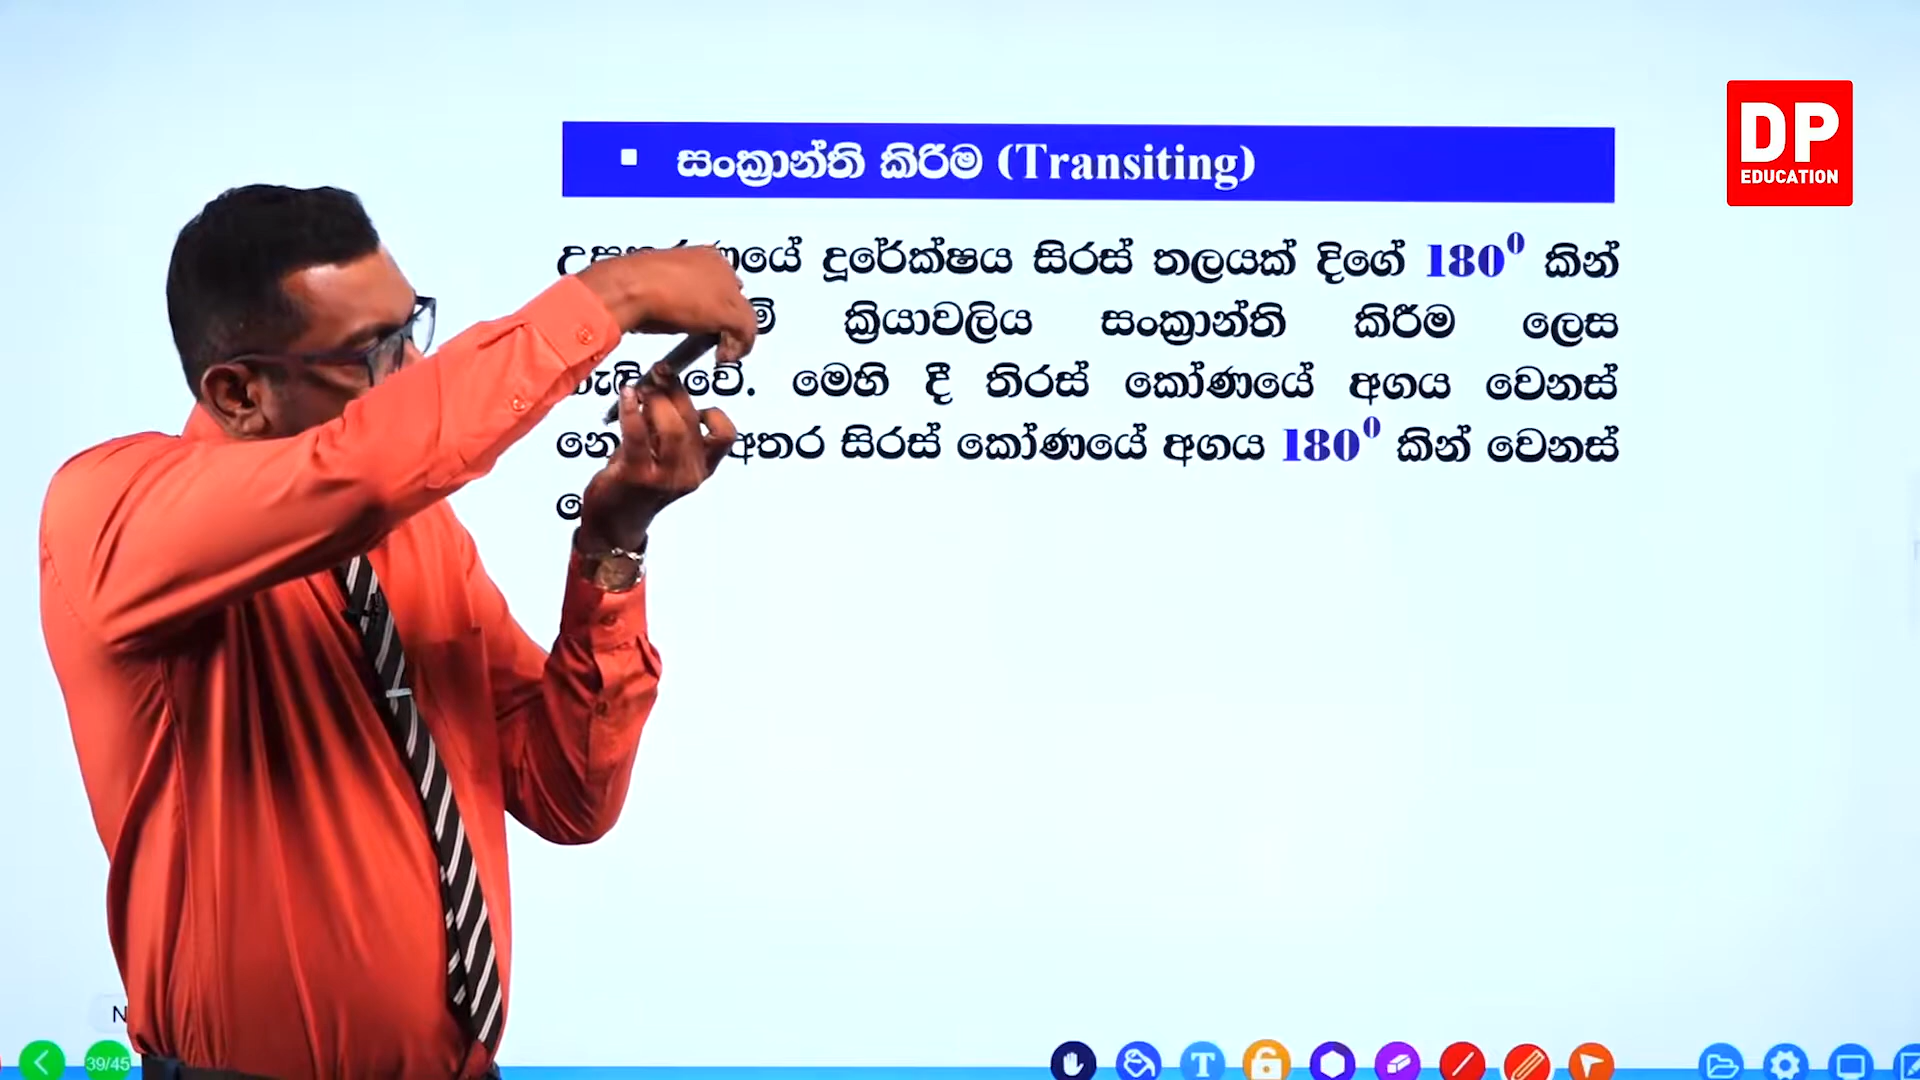 DP
EDUCATION
▪ සංක්‍රාන්ති කිරීම (Transiting)
දූරේක්ෂය සිරස් තලයක් දිගේ 180⁰ කින්
ක්‍රියාවලිය සංක්‍රාන්ති කිරීම ලෙස
වේ. මෙහි දී තිරස් කෝණයේ අගය වෙනස්
අතර සිරස් කෝණයේ අගය 180⁰ කින් වෙනස්
39/45
T